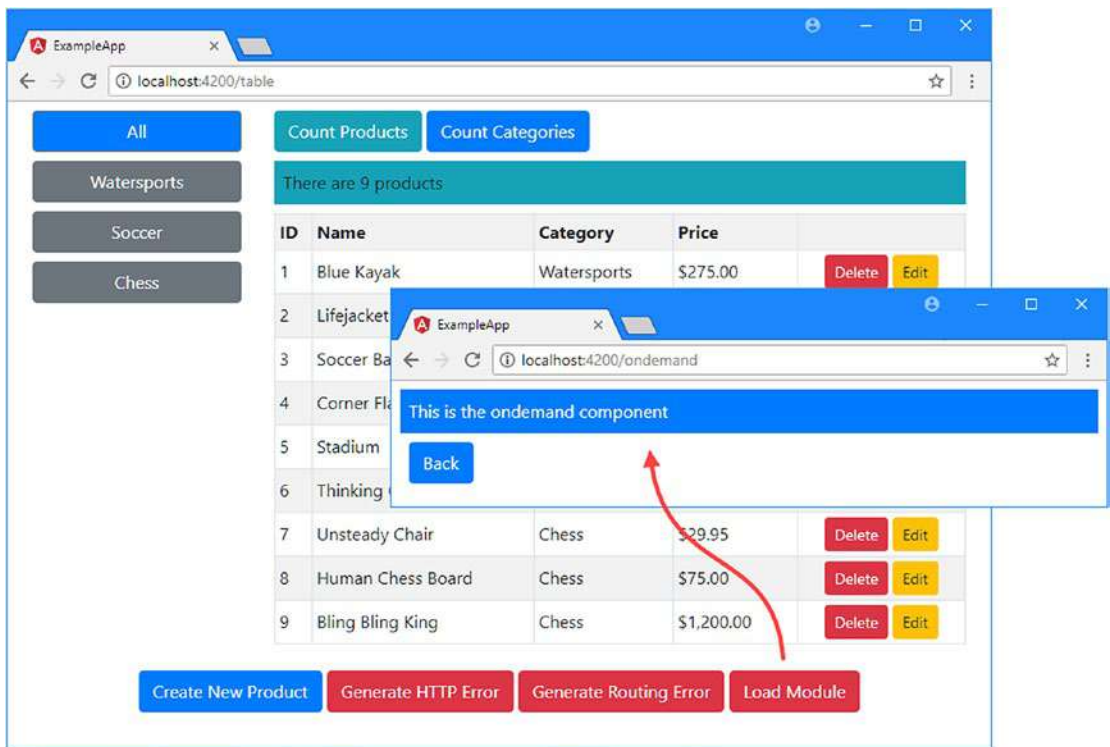 ExampleApp
localhost:4200/table
All Count Products Count Categories
Watersports There are 9 products
Soccer ID Name Category Price
Chess 1 Blue Kayak Watersports $275.00 Delete Edit
2 Lifejacket
3 Soccer Ba
4 Corner Fla
5 Stadium
6 Thinking
ExampleApp
localhost:4200/ondemand
This is the ondemand component
Back
7 Unsteady Chair Chess $29.95 Delete Edit
8 Human Chess Board Chess $75.00 Delete Edit
9 Bling Bling King Chess $1,200.00 Delete Edit
Create New Product Generate HTTP Error Generate Routing Error Load Module